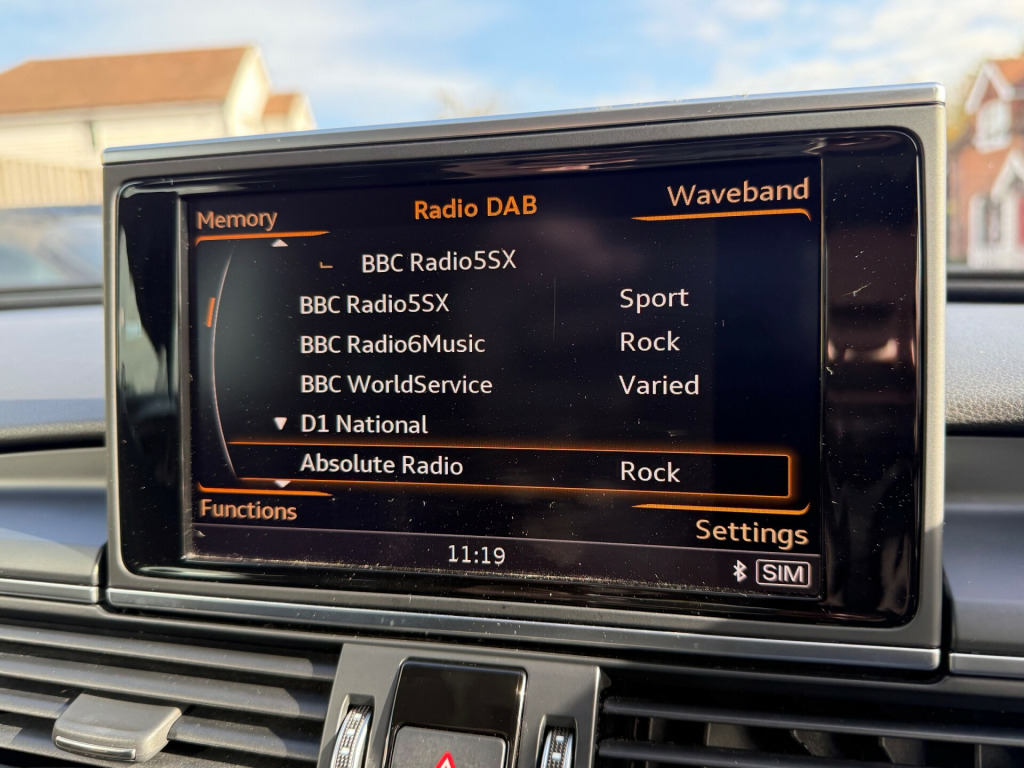 Memory Radio DAB Waveband
BBC Radio5SX
BBC Radio5SX Sport
BBC Radio6Music Rock
BBC WorldService Varied
D1 National
Absolute Radio Rock
Functions Settings
11:19
SIM